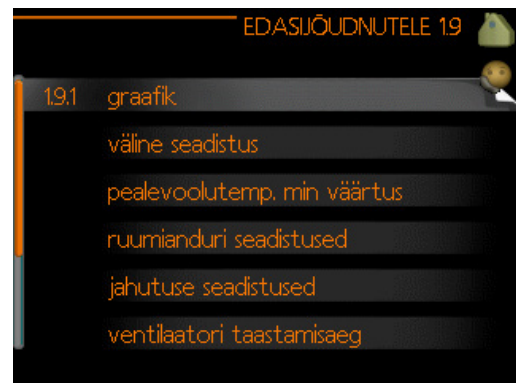 EDASIJÕUDNUTELE 1.9
1.9.1 graafik
väline seadistus
pealevoolutemp. min väärtus
ruumianduri seadistused
jahutuse seadistused
ventilaatori taastamisaeg